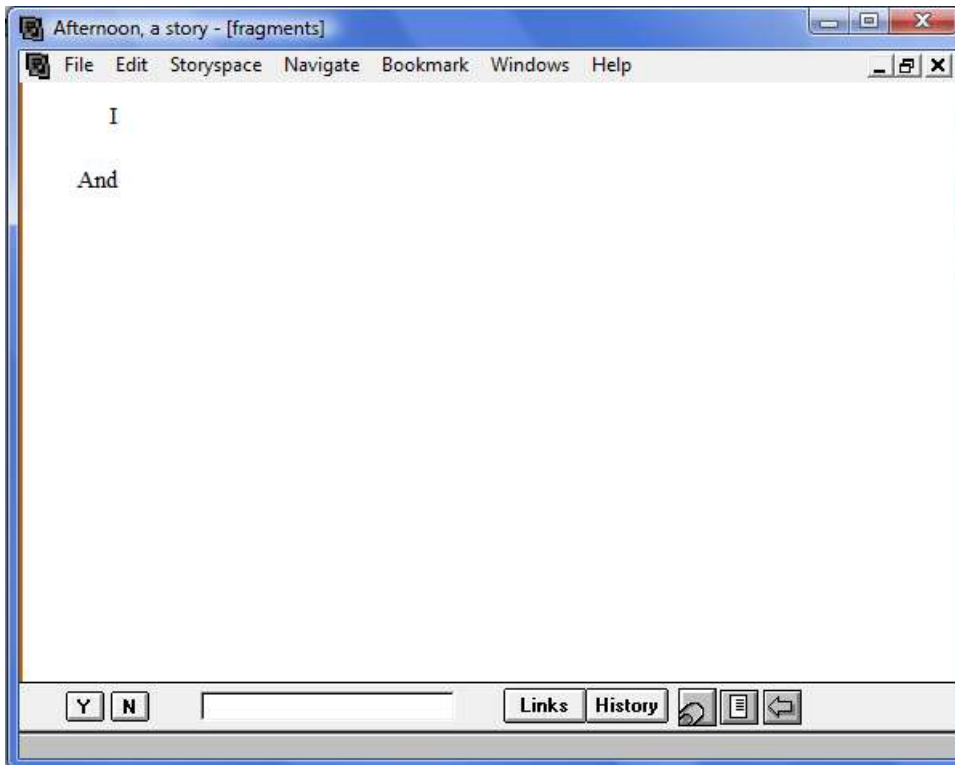 Afternoon, a story - [fragments]
File Edit Storyspace Navigate Bookmark Windows Help
I
And
Y N Links History